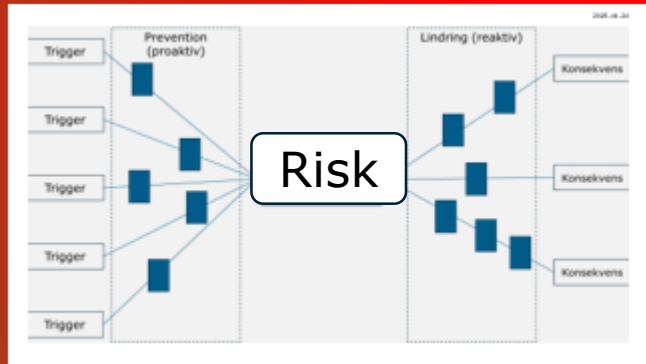 Prevention
(proaktiv)
Lindring (reaktiv)
Trigger
Trigger
Trigger
Trigger
Trigger
Risk
Konsekvens
Konsekvens
Konsekvens